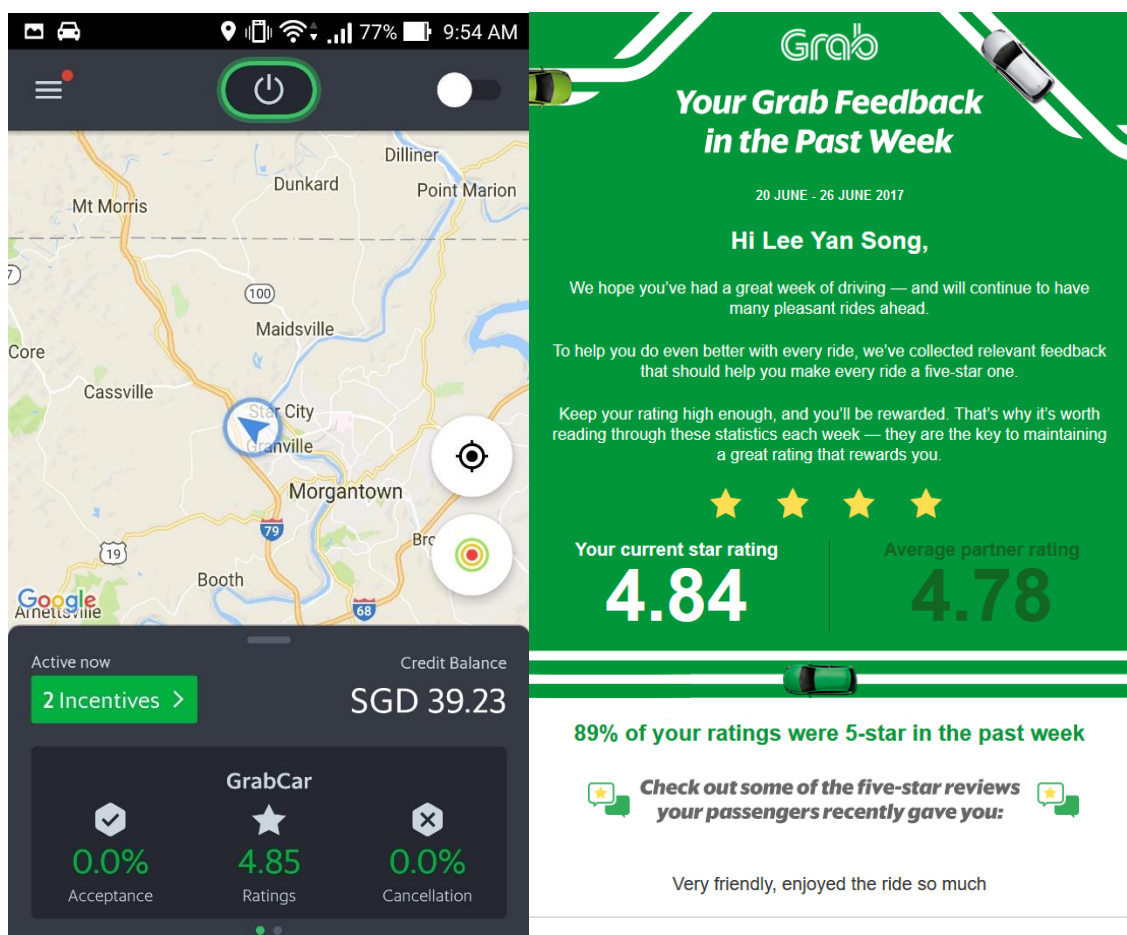 77% 9:54 AM
Dilliner
Dunkard
Point Marion
Mt Morris
7
100
Maidsville
Core
Cassville
Star City
Granville
Morgantown
79
19
Brc
Booth
68
Google
Arnettsville
Active now
Credit Balance
2 Incentives >
SGD 39.23
GrabCar
0.0%
4.85
0.0%
Acceptance
Ratings
Cancellation
Grab
Your Grab Feedback
in the Past Week
20 JUNE - 26 JUNE 2017
Hi Lee Yan Song,
We hope you’ve had a great week of driving — and will continue to have
many pleasant rides ahead.
To help you do even better with every ride, we’ve collected relevant feedback
that should help you make every ride a five-star one.
Keep your rating high enough, and you’ll be rewarded. That’s why it’s worth
reading through these statistics each week — they are the key to maintaining
a great rating that rewards you.
Your current star rating
4.84
Average partner rating
4.78
89% of your ratings were 5-star in the past week
Check out some of the five-star reviews
your passengers recently gave you:
Very friendly, enjoyed the ride so much